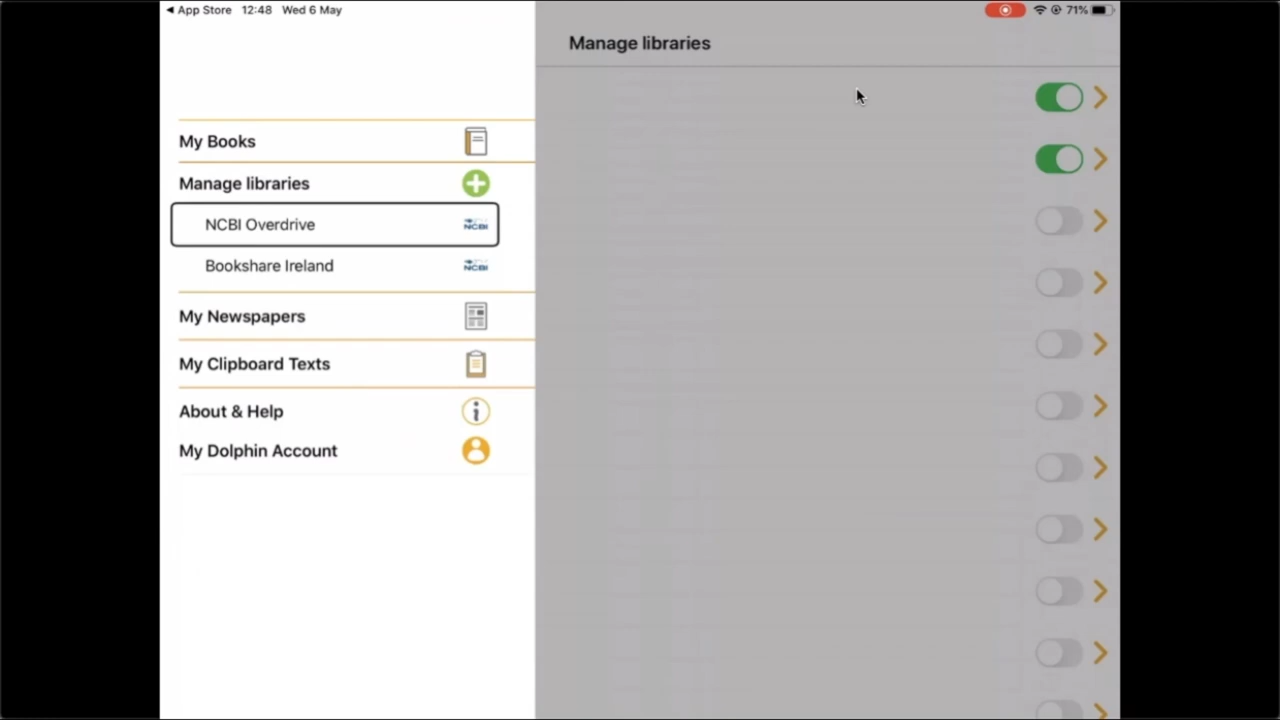 App Store 12:48 Wed 6 May 71%
Manage libraries
My Books
Manage libraries
NCBI Overdrive NCBI
Bookshare Ireland NCBI
My Newspapers
My Clipboard Texts
About & Help
My Dolphin Account